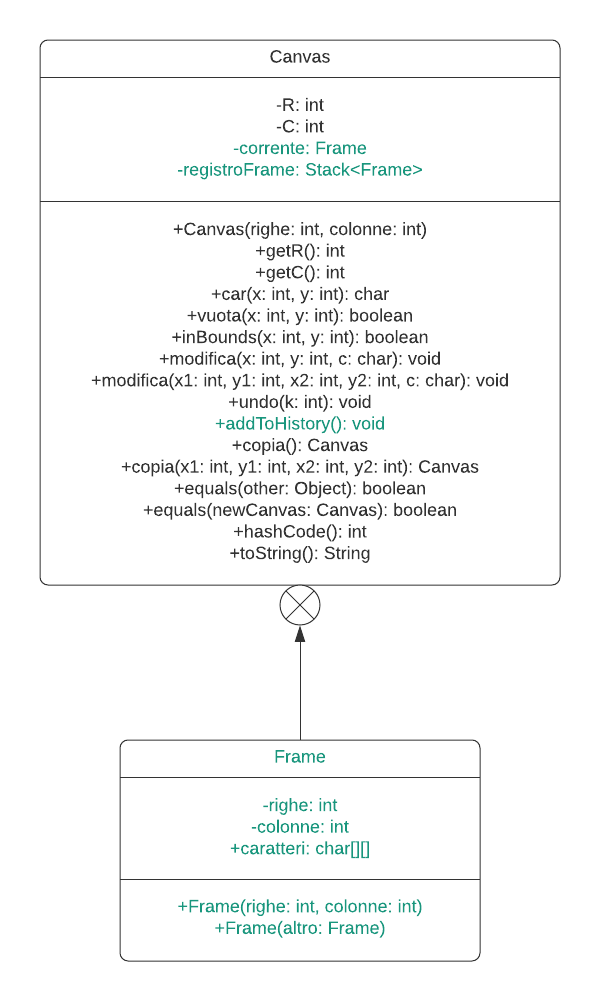 Canvas
-R: int
-C: int
-corrente: Frame
-registroFrame: Stack<Frame>
+Canvas(righe: int, colonne: int)
+getR(): int
+getC(): int
+car(x: int, y: int): char
+vuota(x: int, y: int): boolean
+inBounds(x: int, y: int): boolean
+modifica(x: int, y: int, c: char): void
+modifica(x1: int, y1: int, x2: int, y2: int, c: char): void
+undo(k: int): void
+addToHistory(): void
+copia(): Canvas
+copia(x1: int, y1: int, x2: int, y2: int): Canvas
+equals(other: Object): boolean
+equals(newCanvas: Canvas): boolean
+hashCode(): int
+toString(): String
Frame
-righe: int
-colonne: int
+caratteri: char[][]
+Frame(righe: int, colonne: int)
+Frame(altro: Frame)